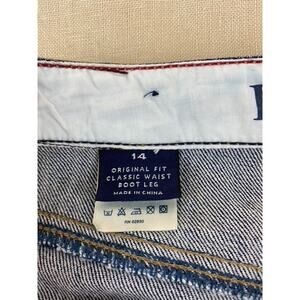 14
ORIGINAL FIT
CLASSIC WAIST
BOOT LEG
MADE IN CHINA